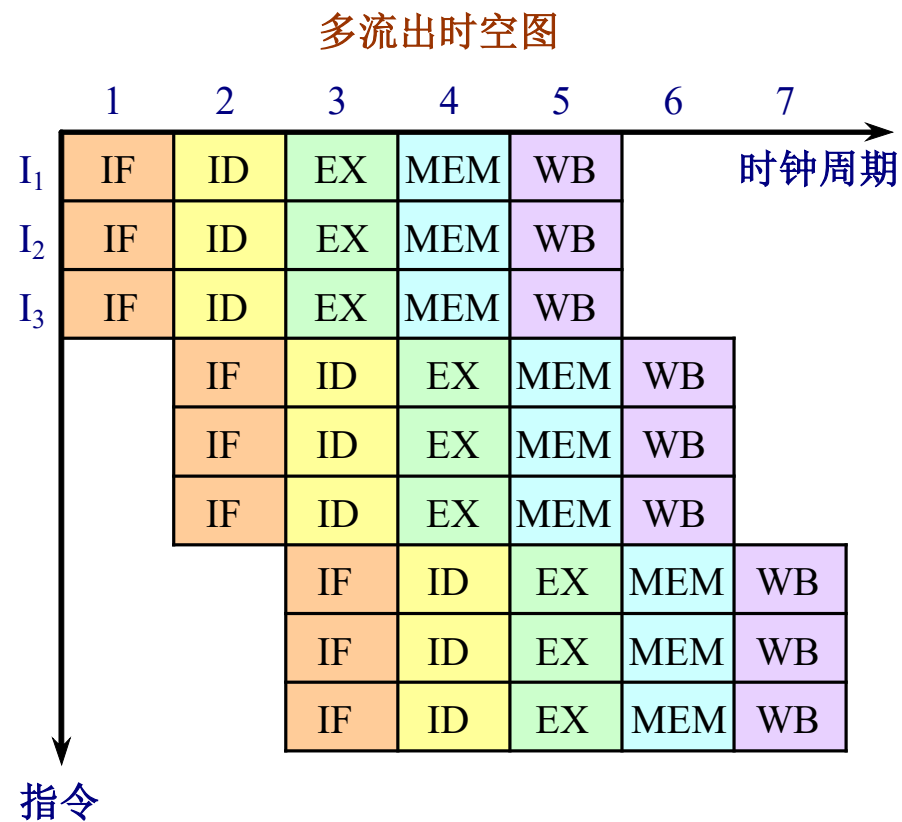 多流出时空图
1 2 3 4 5 6 7
时钟周期
I₁ IF ID EX MEM WB
I₂ IF ID EX MEM WB
I₃ IF ID EX MEM WB
IF ID EX MEM WB
IF ID EX MEM WB
IF ID EX MEM WB
IF ID EX MEM WB
IF ID EX MEM WB
IF ID EX MEM WB
指令